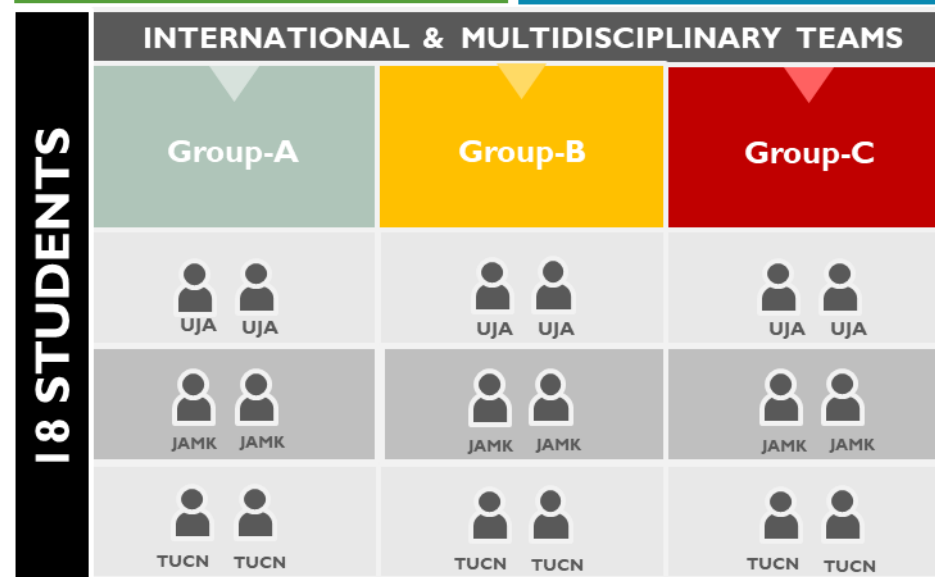 18 STUDENTS
INTERNATIONAL & MULTIDISCIPLINARY TEAMS
Group-A Group-B Group-C
UJA UJA UJA UJA UJA UJA
JAMK JAMK JAMK JAMK JAMK JAMK
TUCN TUCN TUCN TUCN TUCN TUCN